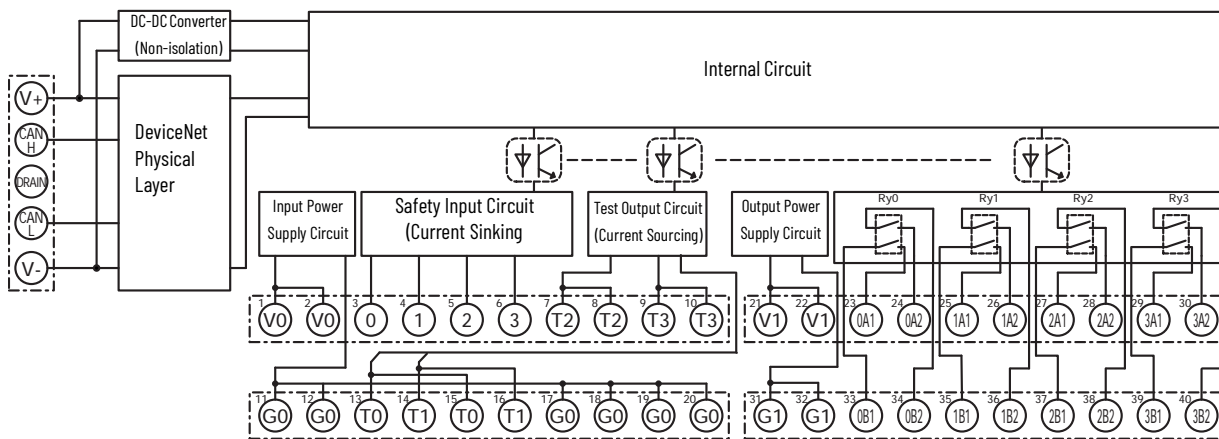 DC-DC Converter
(Non-isolation)
Internal Circuit
V+
CAN
H
DRAIN
CAN
L
V-
DeviceNet
Physical
Layer
Input Power
Supply Circuit
Safety Input Circuit
(Current Sinking
Test Output Circuit
(Current Sourcing)
Output Power
Supply Circuit
Ry0
Ry1
Ry2
Ry3
1 2 3 4 5 6 7 8 9 10
V0 V0 0 1 2 3 T2 T2 T3 T3
21 22 23 24 25 26 27 28 29 30
V1 V1 0A1 0A2 1A1 1A2 2A1 2A2 3A1 3A2
11 12 13 14 15 16 17 18 19 20
G0 G0 T0 T1 T0 T1 G0 G0 G0 G0
31 32 33 34 35 36 37 38 39 40
G1 G1 0B1 0B2 1B1 1B2 2B1 2B2 3B1 3B2